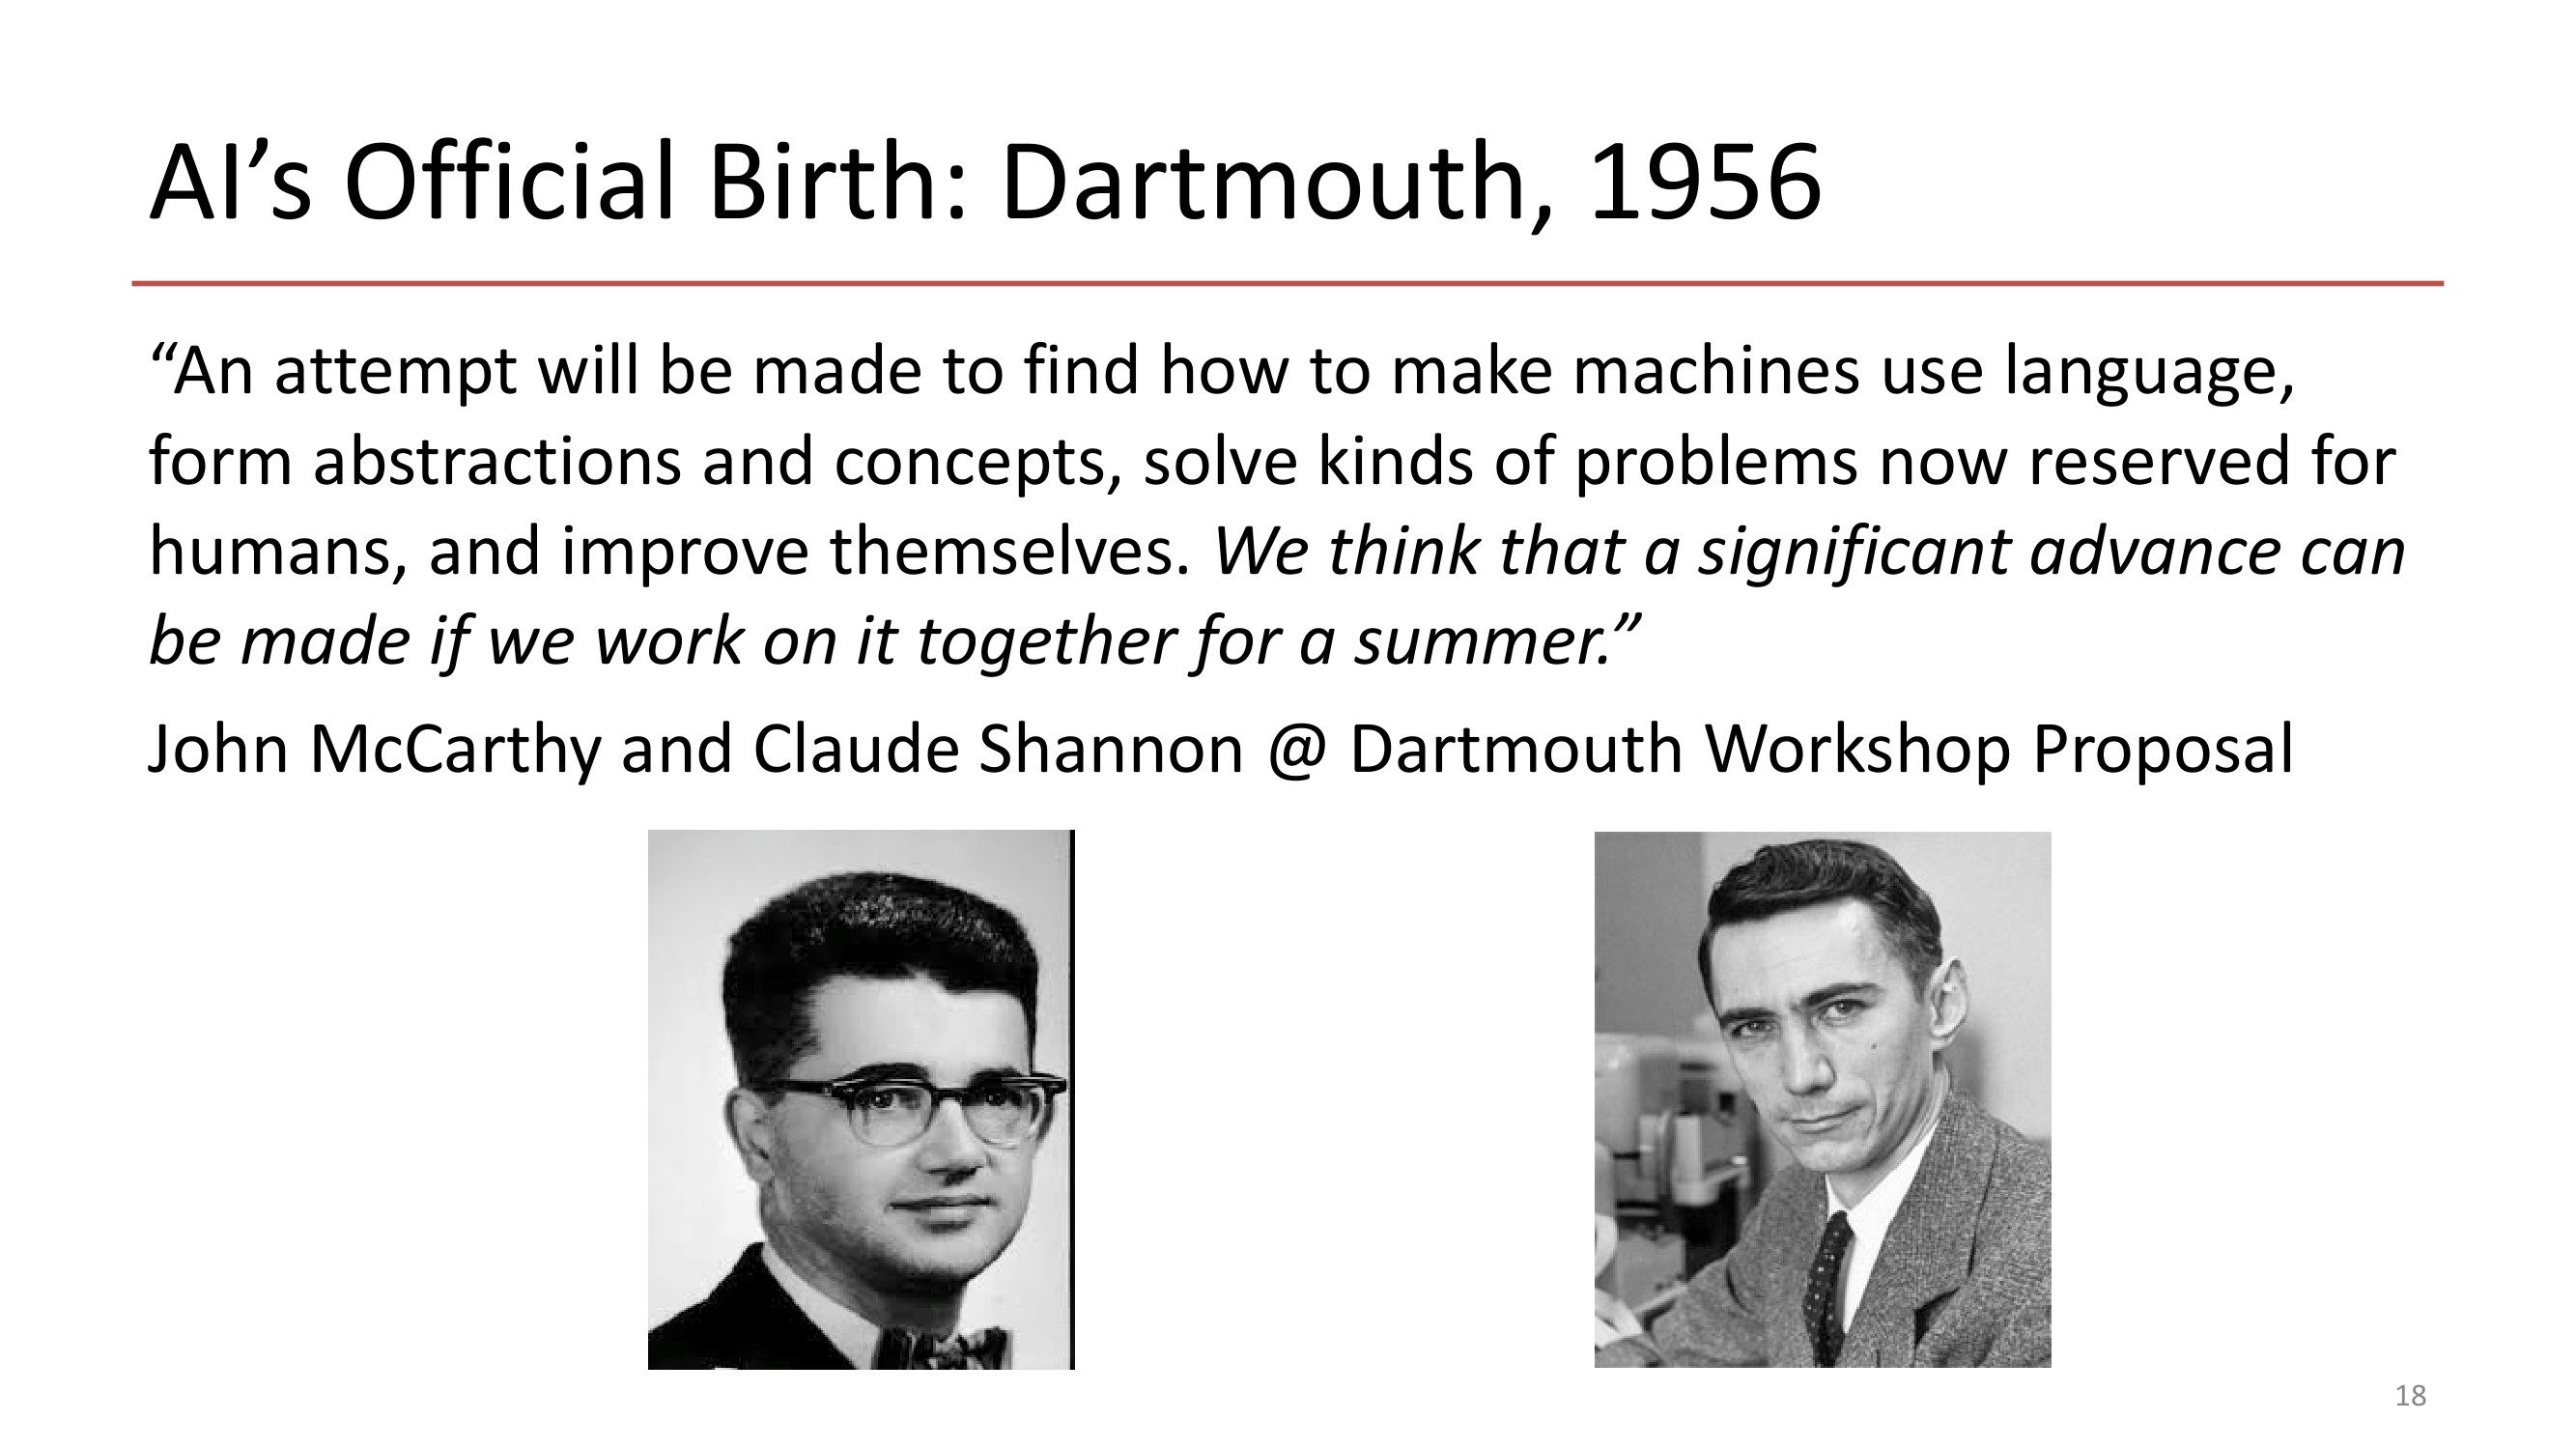 AI’s Official Birth: Dartmouth, 1956
“An attempt will be made to find how to make machines use language,
form abstractions and concepts, solve kinds of problems now reserved for
humans, and improve themselves. We think that a significant advance can
be made if we work on it together for a summer.”
John McCarthy and Claude Shannon @ Dartmouth Workshop Proposal
18